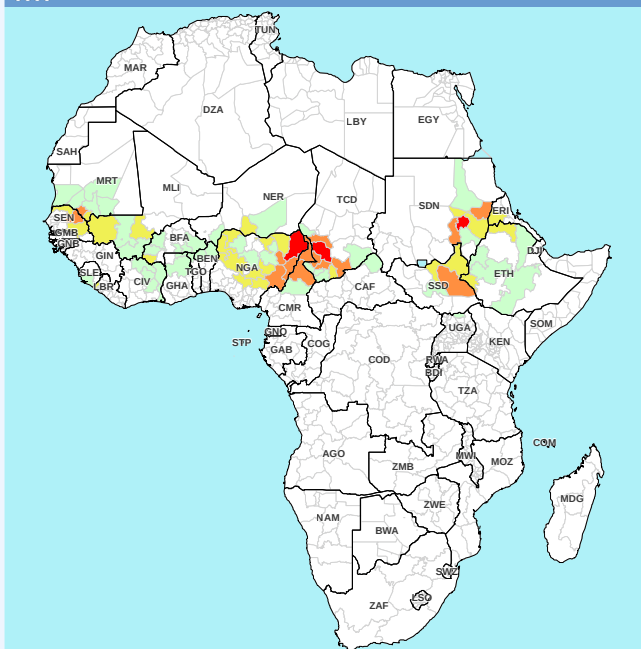 TUN
MAR
DZA
LBY
EGY
SAH
MRT
MLI
NER
TCD
SDN
ERI
SEN
GMB
GNB
BFA
GIN
BEN
NGA
DJI
SLE
CIV
GHA
TGO
ETH
SSD
CAF
BR
CMR
SOM
GNQ
UGA
KEN
STP
GAB
COG
COD
RWA
BDI
TZA
COM
AGO
MWI
MOZ
ZMB
MDG
ZWE
NAM
BWA
SWZ
LSO
ZAF